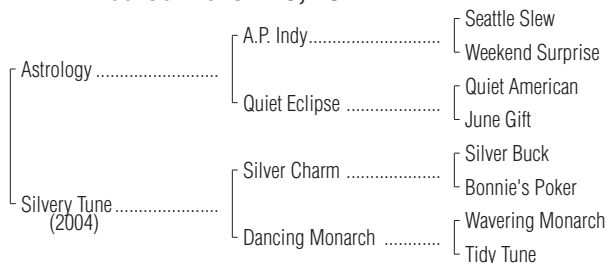 Seattle Slew
A.P. Indy
Weekend Surprise
Astrology
Quiet American
Quiet Eclipse
June Gift
Silver Buck
Silver Charm
Bonnie's Poker
Silvery Tune
(2004)
Wavering Monarch
Dancing Monarch
Tidy Tune